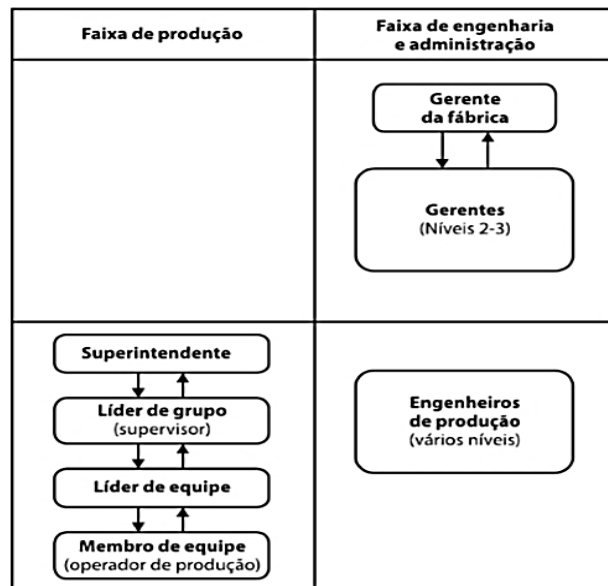 Faixa de produção
Faixa de engenharia
e administração
Gerente
da fábrica
Gerentes
(Níveis 2-3)
Superintendente
Líder de grupo
(supervisor)
Líder de equipe
Membro de equipe
(operador de produção)
Engenheiros
de produção
(vários níveis)